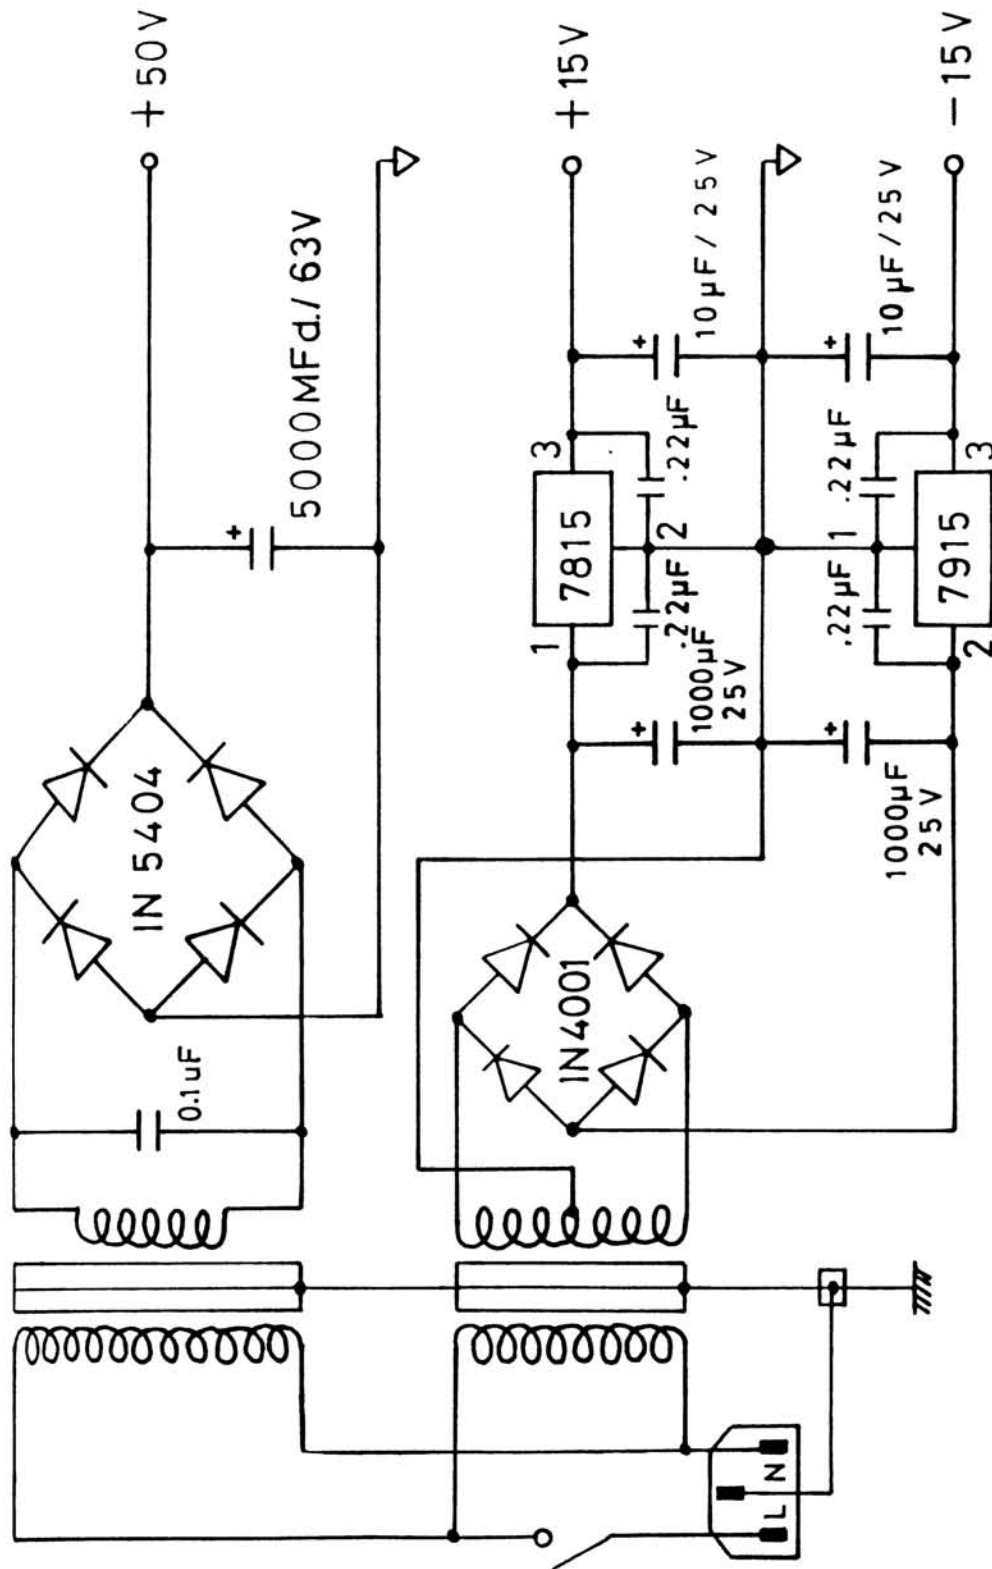 +50V
5000MFd./63V
IN 5404
0.1uF
+
+15V
10µF/25V
+
.22µF
3
7815
2
1
.22µF
1000µF
25V
+
IN4001
-15V
10µF/25V
+
.22µF
3
1
7915
.22µF
2
+
1000µF
25V
L N